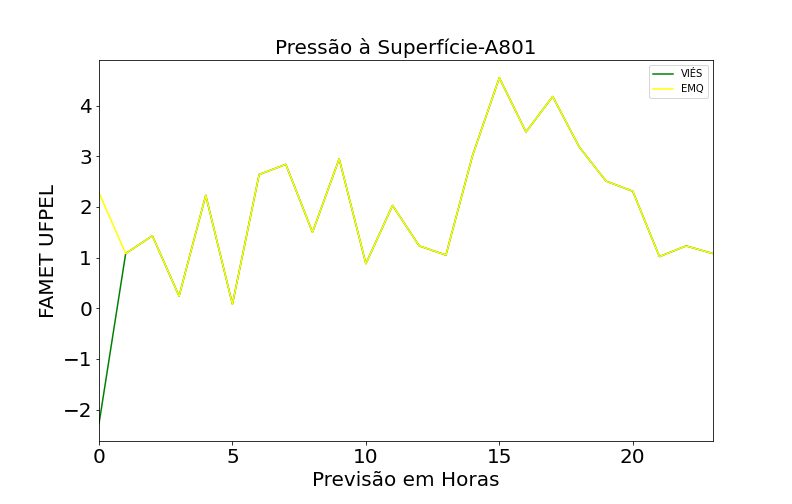 Pressão à Superfície-A801
VIÉS
EMQ
FAMET UFPEL
4
3
2
1
0
−1
−2
0 5 10 15 20
Previsão em Horas